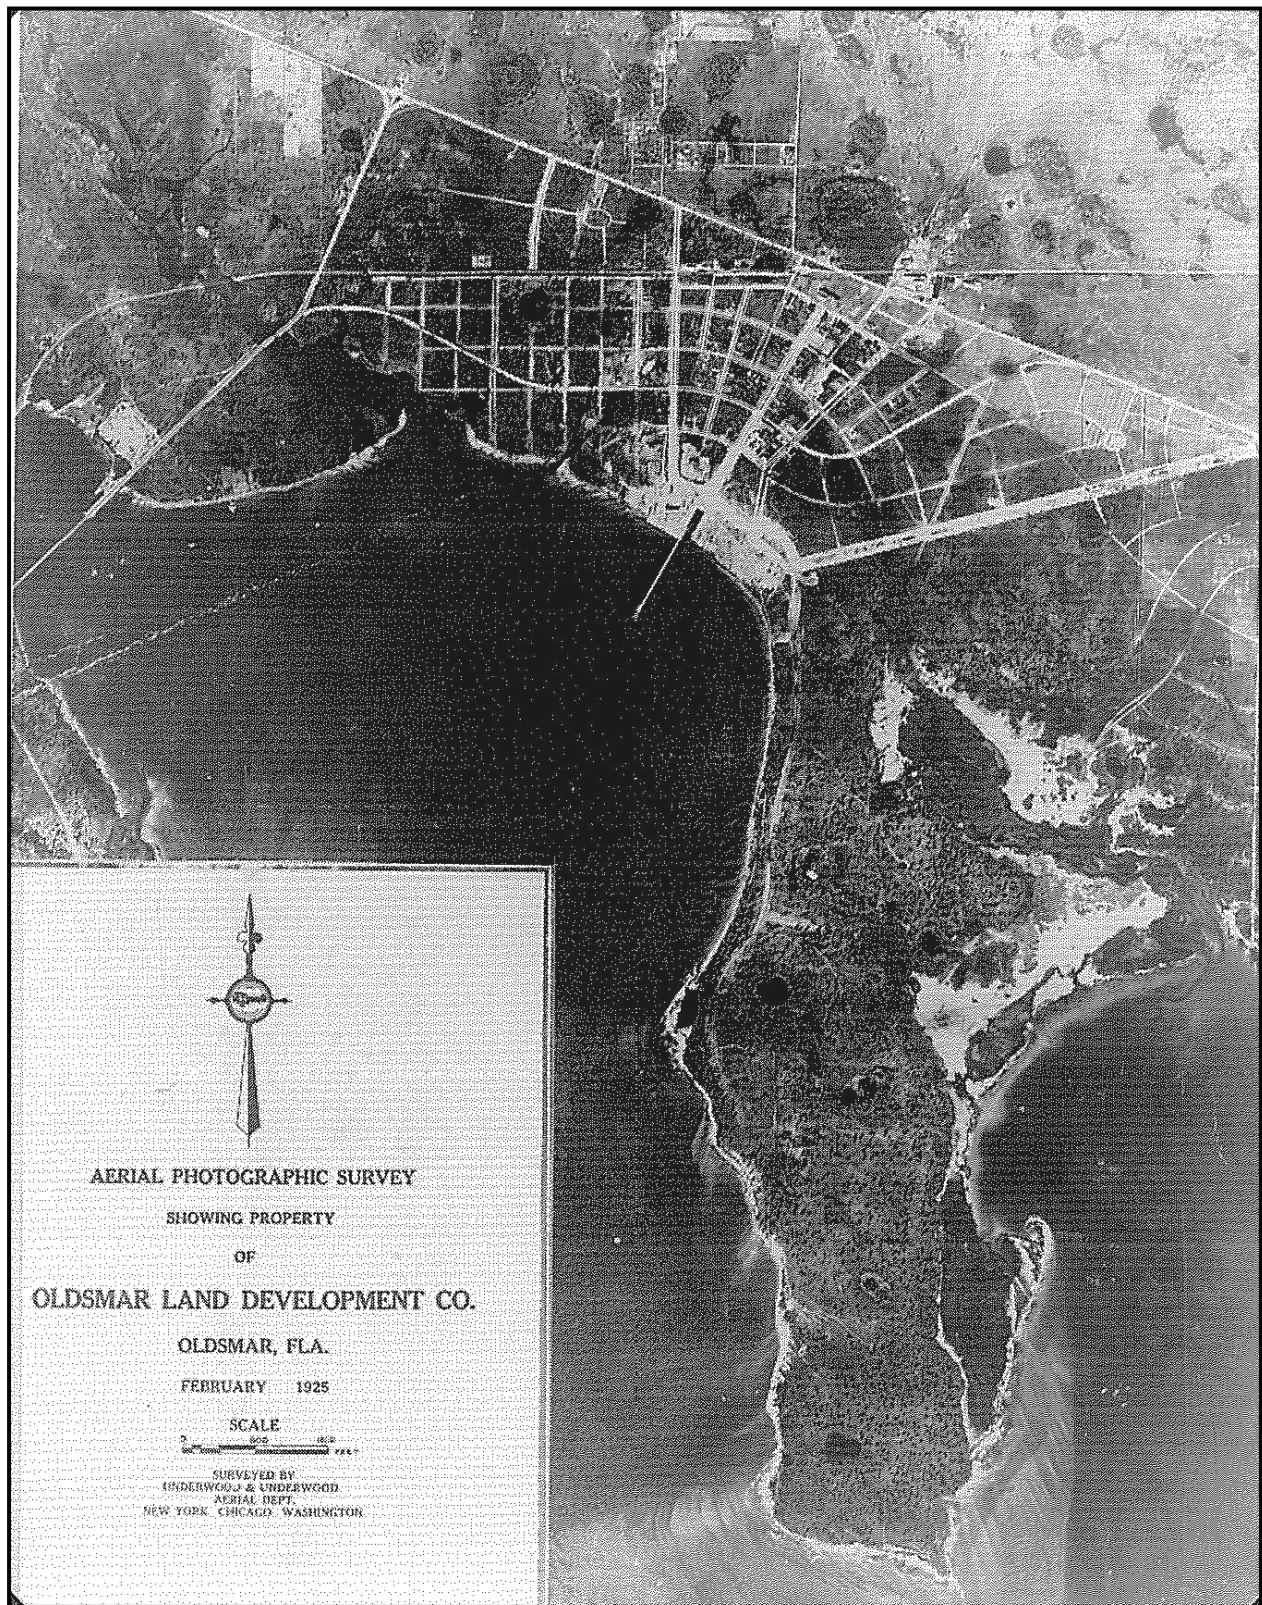 AERIAL PHOTOGRAPHIC SURVEY
SHOWING PROPERTY
OF
OLDSMAR LAND DEVELOPMENT CO.
OLDSMAR, FLA.
FEBRUARY 1925
SCALE
0
FEET
SURVEYED BY
UNDERWOOD & UNDERWOOD
AERIAL DEPT.
NEW YORK CHICAGO WASHINGTON